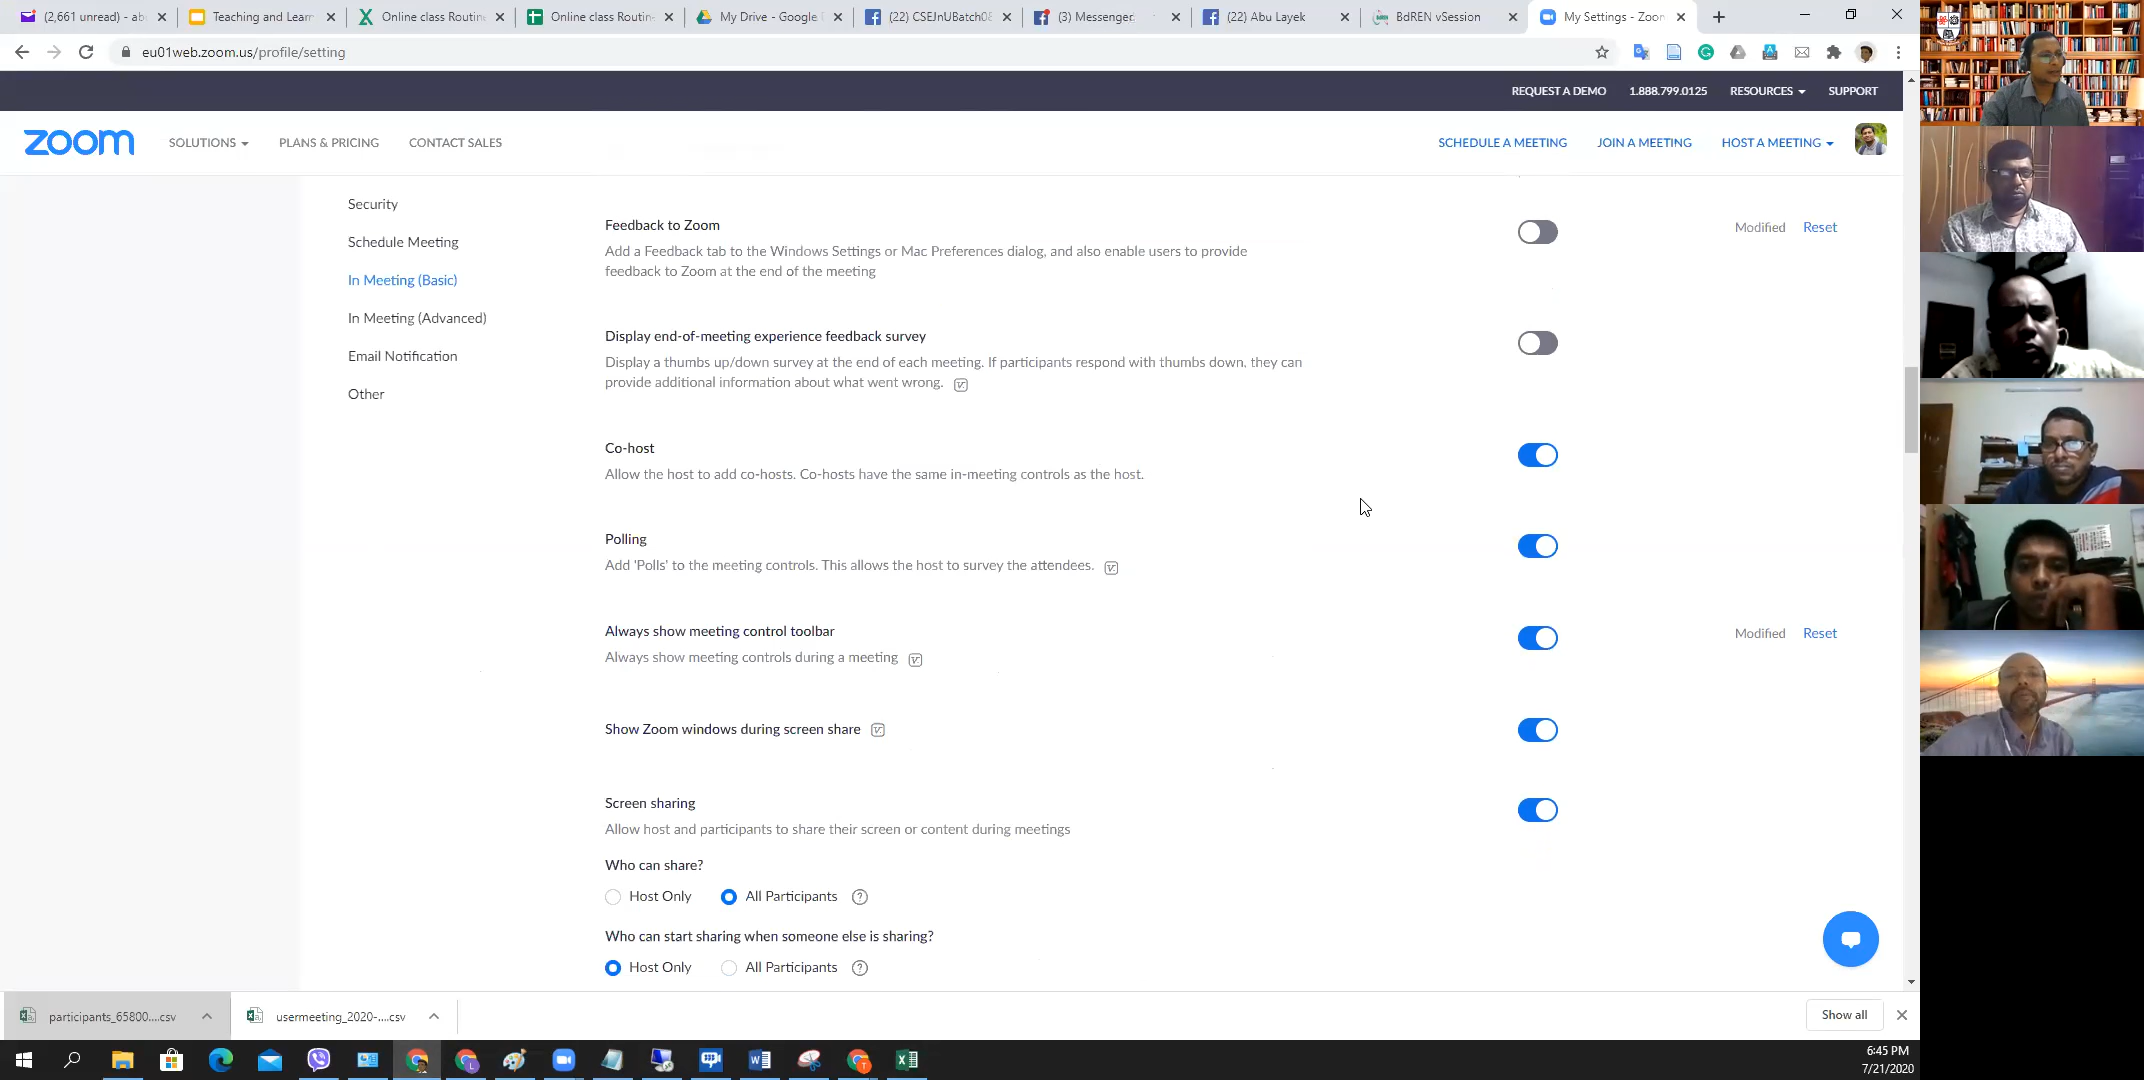 (2,661 unread) - ab
Teaching and Lear
Online class Routin
Online class Routin
My Drive - Google
(22) CSEJnUBatch0
(3) Messenger
(22) Abu Layek
BdREN vSession
My Settings - Zoo
eu01web.zoom.us/profile/setting
REQUEST A DEMO
1.888.799.0125
RESOURCES
SUPPORT
zoom
SOLUTIONS
PLANS & PRICING
CONTACT SALES
SCHEDULE A MEETING
JOIN A MEETING
HOST A MEETING
Security
Schedule Meeting
In Meeting (Basic)
In Meeting (Advanced)
Email Notification
Other
Feedback to Zoom
Modified Reset
Add a Feedback tab to the Windows Settings or Mac Preferences dialog, and also enable users to provide
feedback to Zoom at the end of the meeting
Display end-of-meeting experience feedback survey
Display a thumbs up/down survey at the end of each meeting. If participants respond with thumbs down, they can
provide additional information about what went wrong.
Co-host
Allow the host to add co-hosts. Co-hosts have the same in-meeting controls as the host.
Polling
Add 'Polls' to the meeting controls. This allows the host to survey the attendees.
Always show meeting control toolbar
Modified Reset
Always show meeting controls during a meeting
Show Zoom windows during screen share
Screen sharing
Allow host and participants to share their screen or content during meetings
Who can share?
Host Only All Participants
Who can start sharing when someone else is sharing?
Host Only All Participants
participants_65800....csv
usermeeting_2020-....csv
Show all
6:45 PM
7/21/2020